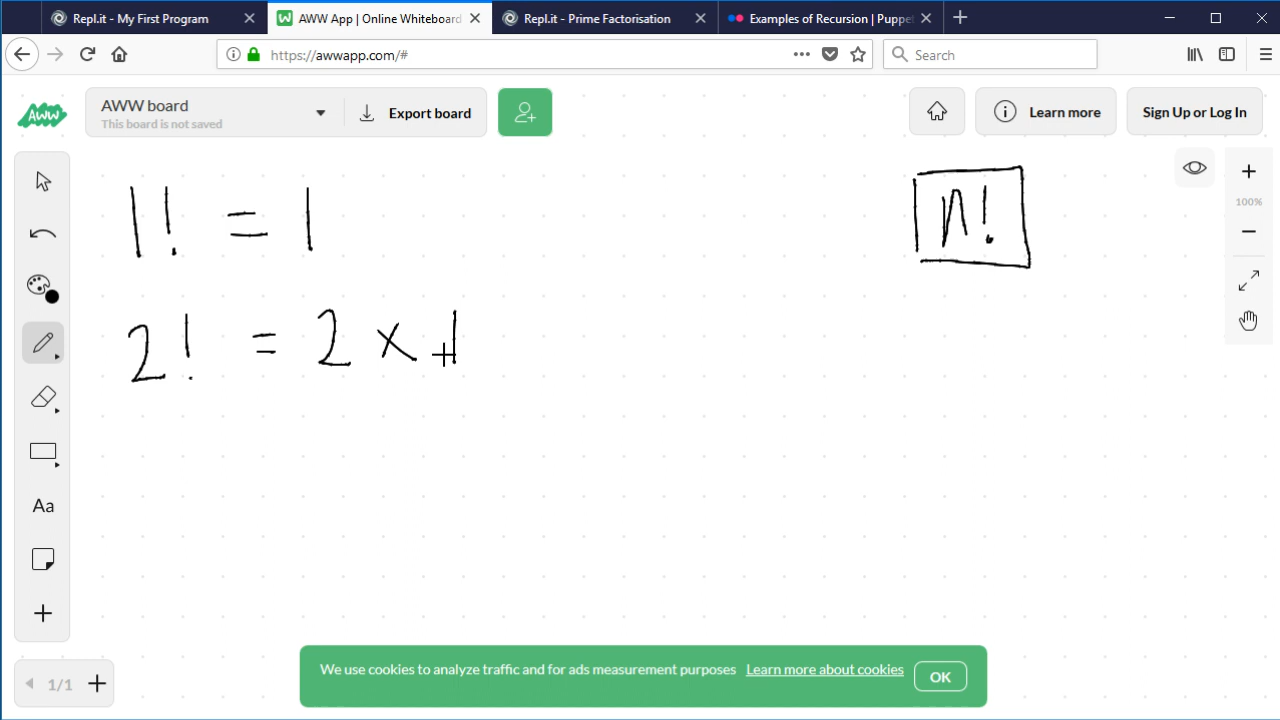 Repl.it - My First Program
AWW App | Online Whiteboard
Repl.it - Prime Factorisation
Examples of Recursion | Puppet
https://awwapp.com/#
Search
AWW
AWW board
This board is not saved
Export board
Learn more
Sign Up or Log In
1! = 1
n!
100%
2! = 2 x 1
Aa
1/1
We use cookies to analyze traffic and for ads measurement purposes Learn more about cookies
OK